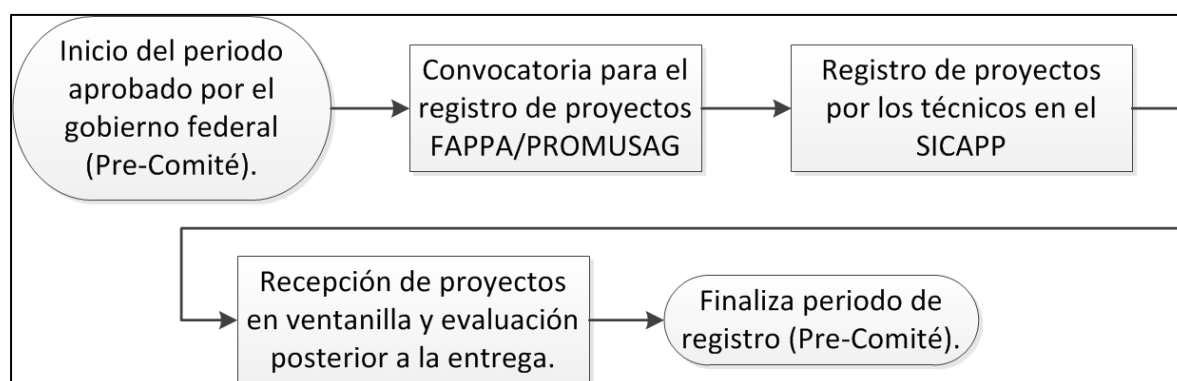 Inicio del periodo
aprobado por el
gobierno federal
(Pre-Comité).
Convocatoria para el
registro de proyectos
FAPPA/PROMUSAG
Registro de proyectos
por los técnicos en el
SICAPP
Recepción de proyectos
en ventanilla y evaluación
posterior a la entrega.
Finaliza periodo de
registro (Pre-Comité).